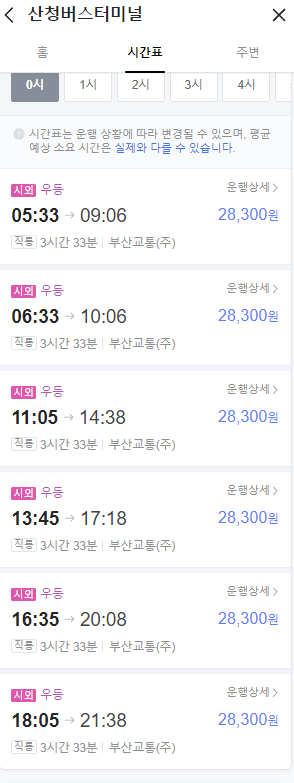 산청버스터미널
홈 시간표 주변
0시 1시 2시 3시 4시
시간표는 운행 상황에 따라 변경될 수 있으며, 평균
예상 소요 시간은 실제와 다를 수 있습니다.
시외 우등 운행상세
05:33 → 09:06 28,300원
직통 3시간 33분 부산교통(주)
시외 우등 운행상세
06:33 → 10:06 28,300원
직통 3시간 33분 부산교통(주)
시외 우등 운행상세
11:05 → 14:38 28,300원
직통 3시간 33분 부산교통(주)
시외 우등 운행상세
13:45 → 17:18 28,300원
직통 3시간 33분 부산교통(주)
시외 우등 운행상세
16:35 → 20:08 28,300원
직통 3시간 33분 부산교통(주)
시외 우등 운행상세
18:05 → 21:38 28,300원
직통 3시간 33분 부산교통(주)